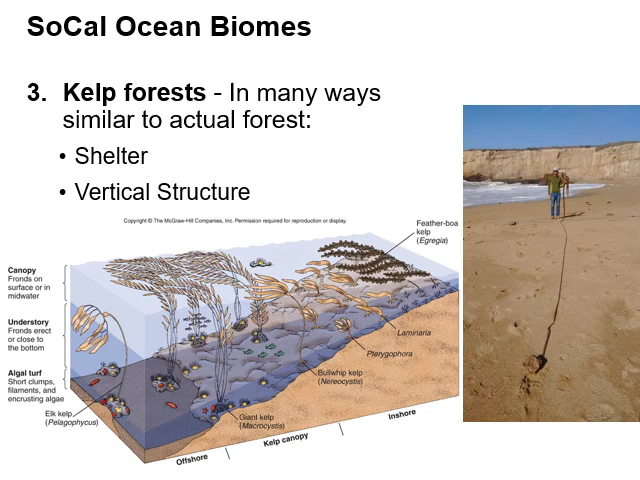 SoCal Ocean Biomes
3. Kelp forests - In many ways
similar to actual forest:
• Shelter
• Vertical Structure
Copyright © The McGraw-Hill Companies, Inc. Permission required for reproduction or display.
Feather-boa
kelp
(Egregia)
Canopy
Fronds on
surface or in
midwater
Understory
Fronds erect
or close to
the bottom
Algal turf
Short clumps,
filaments, and
encrusting algae
Laminaria
Pterygophora
Bullwhip kelp
(Nereocystis)
Elk kelp
(Pelagophycus)
Giant kelp
(Macrocystis)
Offshore
Kelp canopy
Inshore